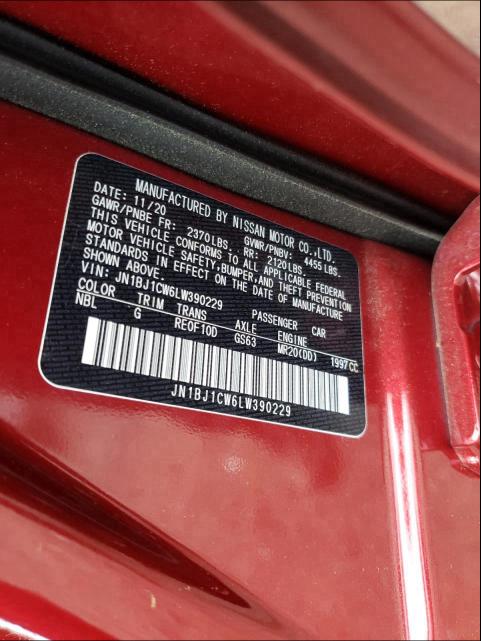 MANUFACTURED BY NISSAN MOTOR CO.,LTD.
DATE: 11/20 GVWR/PNBV: 4455 LBS.
GAWR/PNBE FR: 2370LBS. RR: 2120LBS.
THIS VEHICLE CONFORMS TO ALL APPLICABLE FEDERAL
MOTOR VEHICLE SAFETY,BUMPER,AND THEFT PREVENTION
STANDARDS IN EFFECT ON THE DATE OF MANUFACTURE
SHOWN ABOVE.
VIN: JN1BJ1CW6LW390229 PASSENGER CAR
COLOR TRIM TRANS AXLE ENGINE
NBL G REOF10D GS63 MR20(DD) 1997CC
JN1BJ1CW6LW390229